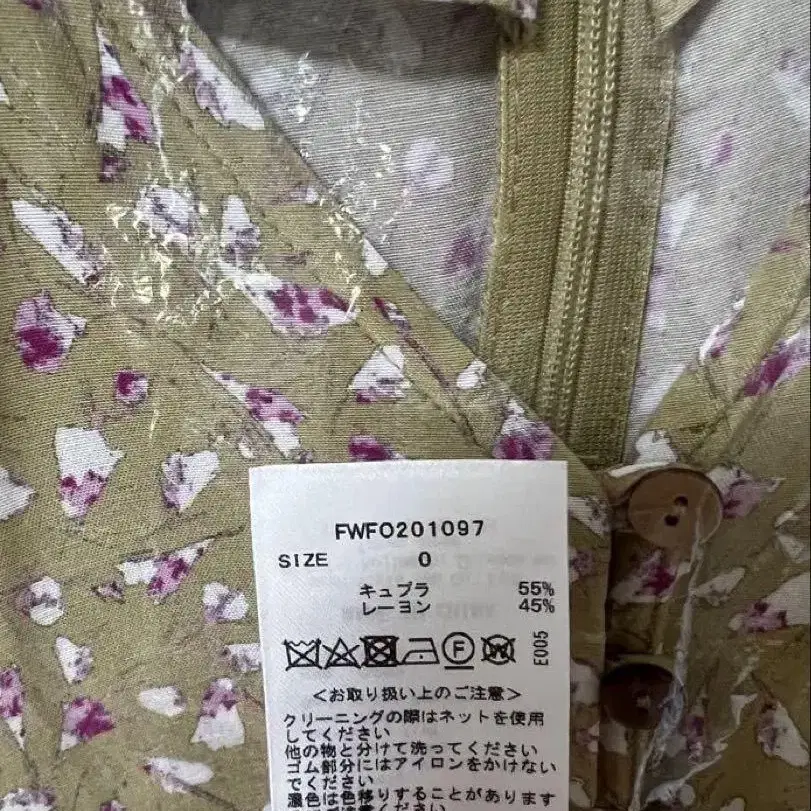 FWFO201097
SIZE 0
キュプラ 55%
レーヨン 45%
F W E005
<お取り扱い上のご注意>
クリーニングの際はネットを使用
してください
他の物と分けて洗ってください
ゴム部分にはアイロンをかけない
でください
濃色は色移りすることがあります